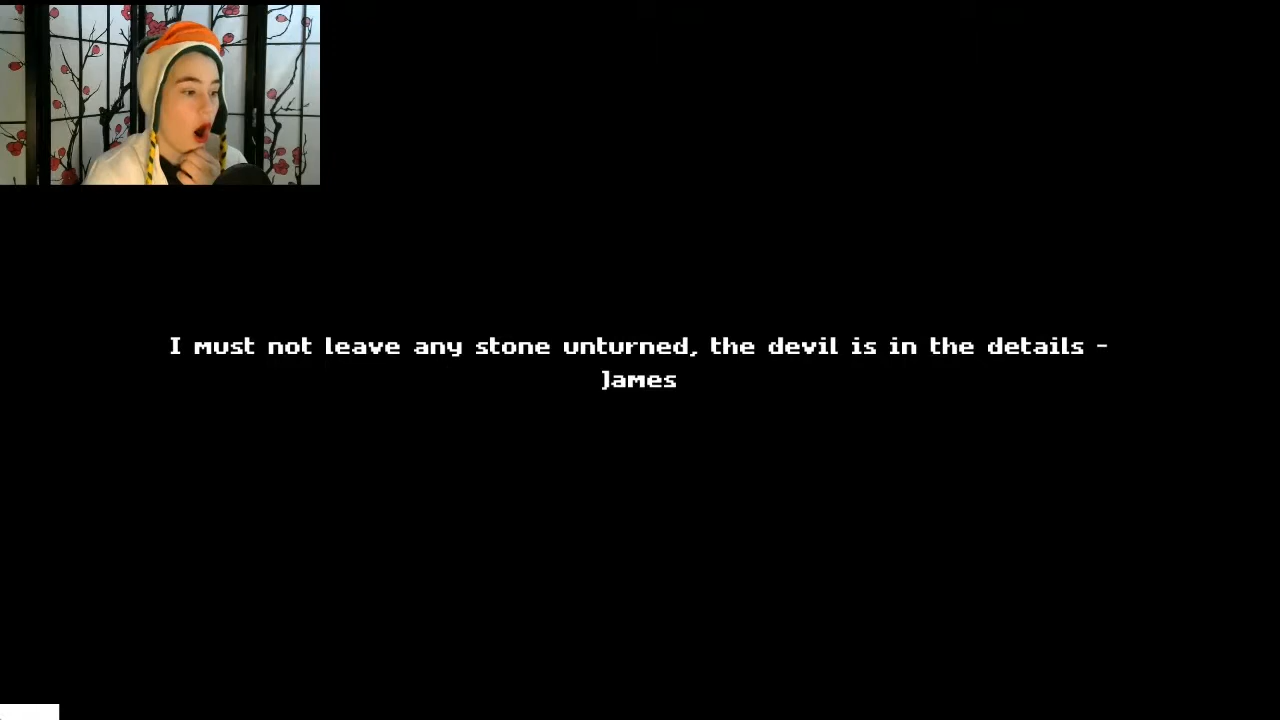 I must not leave any stone unturned, the devil is in the details -
James